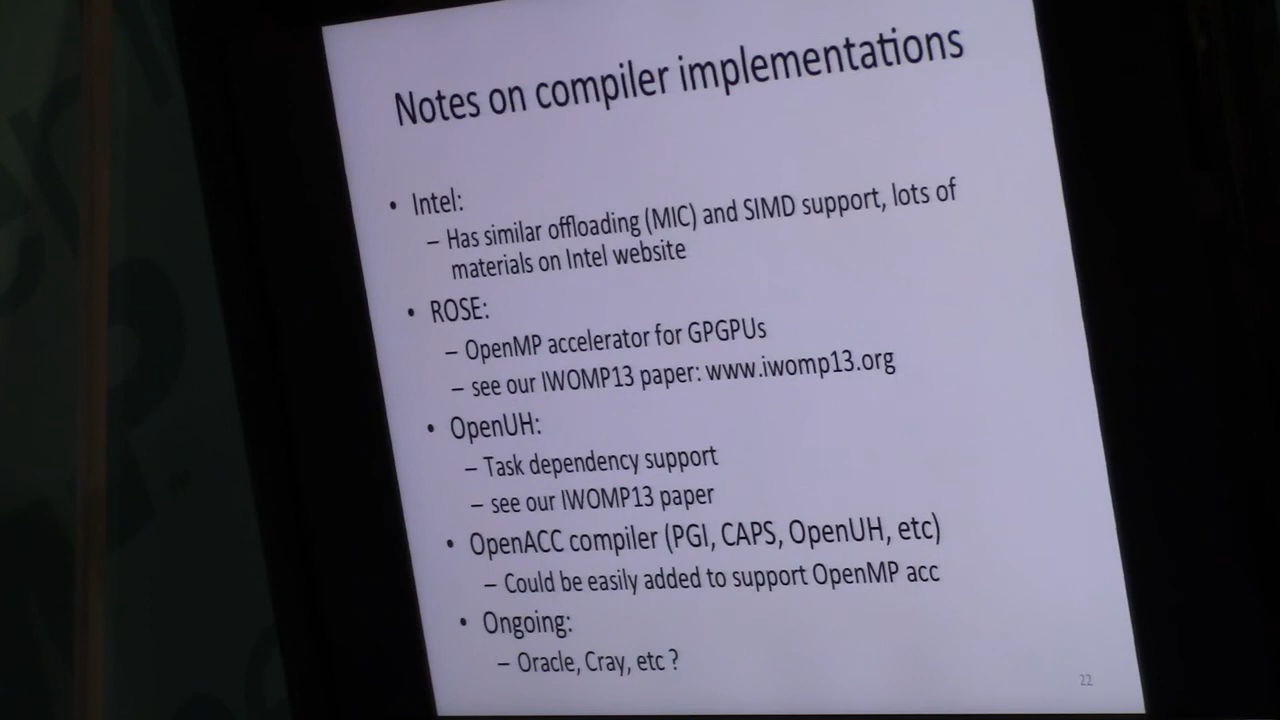 Notes on compiler implementations
• Intel:
– Has similar offloading (MIC) and SIMD support, lots of
materials on Intel website
• ROSE:
– OpenMP accelerator for GPGPUs
– see our IWOMP13 paper: www.iwomp13.org
• OpenUH:
– Task dependency support
– see our IWOMP13 paper
• OpenACC compiler (PGI, CAPS, OpenUH, etc)
– Could be easily added to support OpenMP acc
• Ongoing:
– Oracle, Cray, etc ?
22